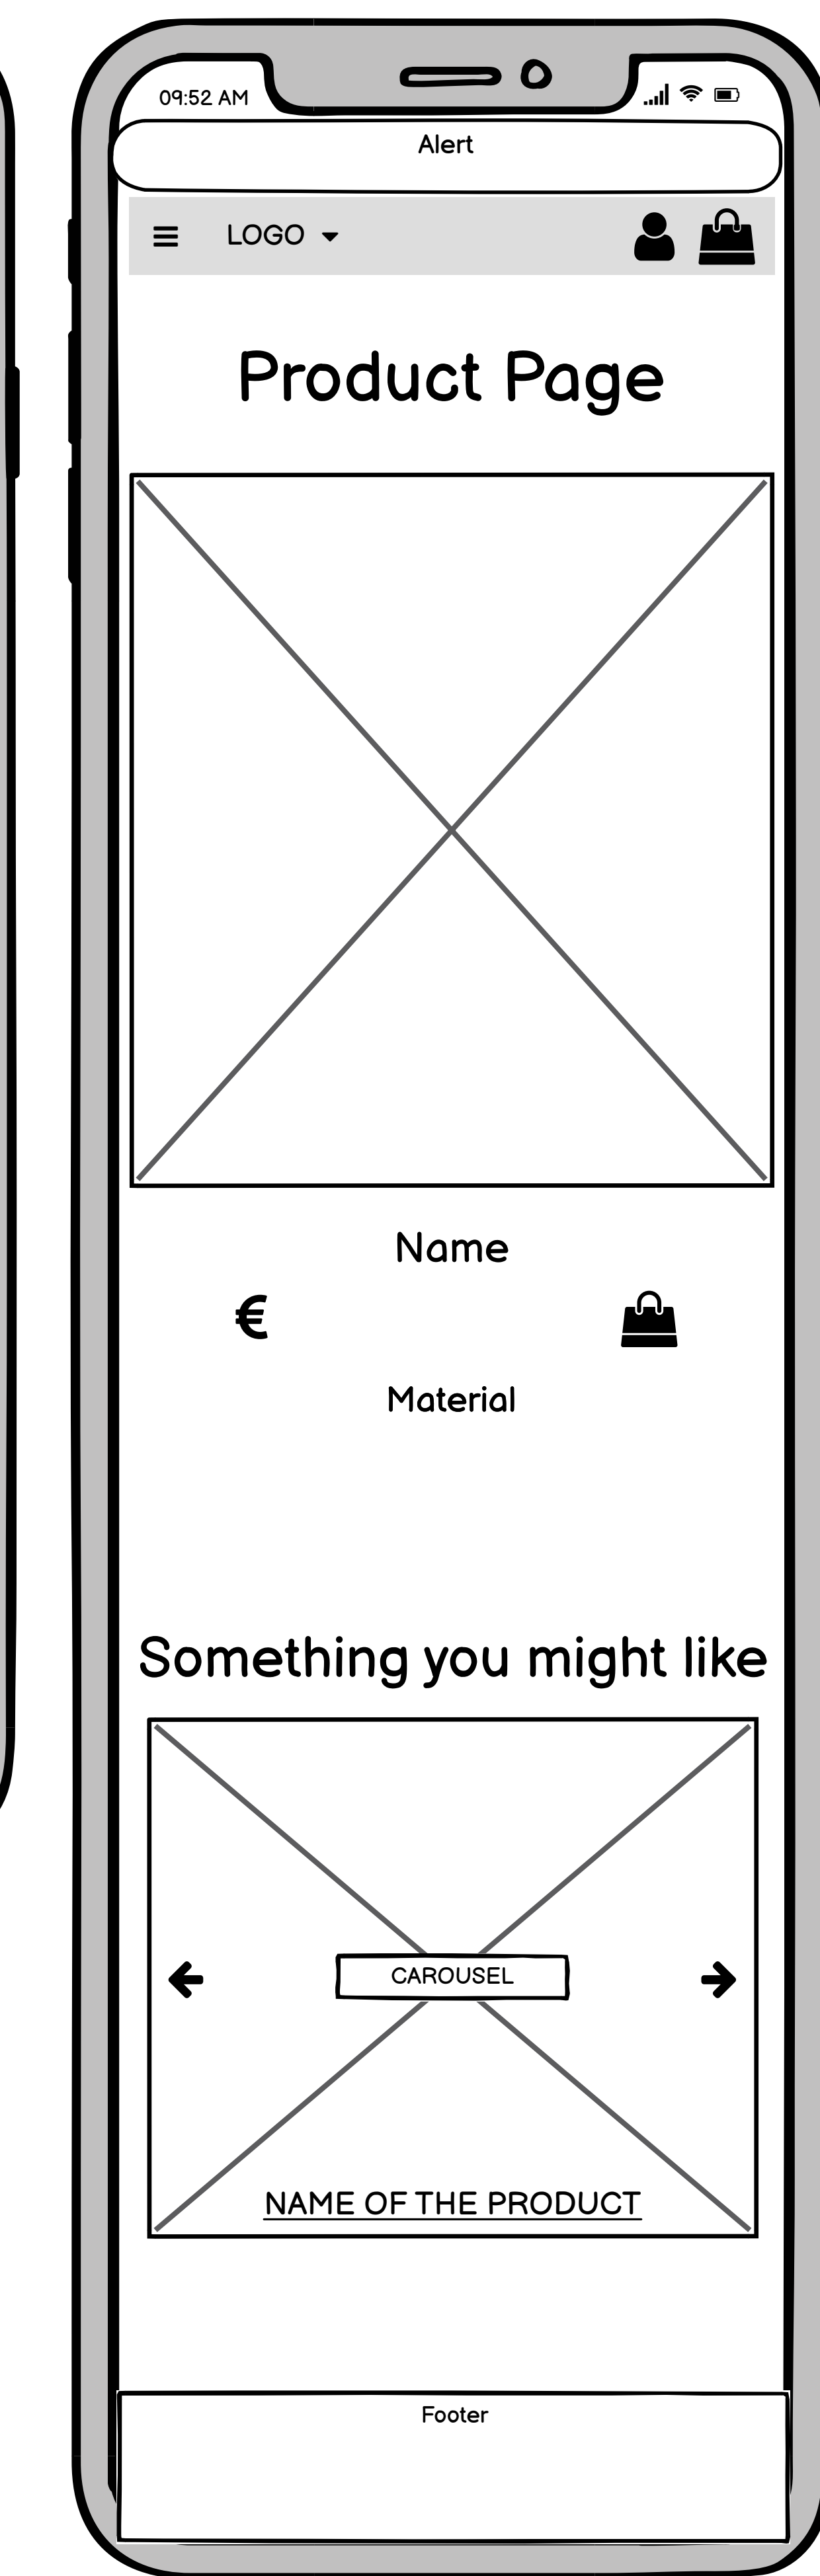 09:52 AM
Alert
LOGO
Product Page
Name
€
Material
Something you might like
CAROUSEL
NAME OF THE PRODUCT
Footer